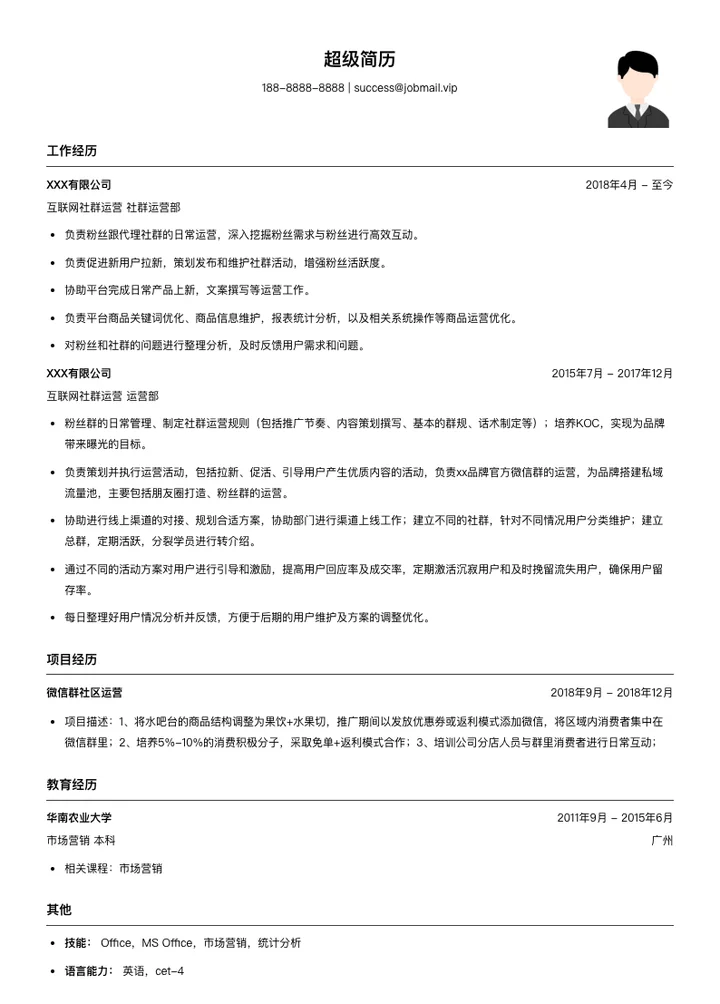 超级简历
188-8888-8888 | success@jobmail.vip
工作经历
XXX有限公司 2018年4月 – 至今
互联网社群运营 社群运营部
• 负责粉丝跟代理社群的日常运营，深入挖掘粉丝需求与粉丝进行高效互动。
• 负责促进新用户拉新，策划发布和维护社群活动，增强粉丝活跃度。
• 协助平台完成日常产品上新，文案撰写等运营工作。
• 负责平台商品关键词优化、商品信息维护，报表统计分析，以及相关系统操作等商品运营优化。
• 对粉丝和社群的问题进行整理分析，及时反馈用户需求和问题。
XXX有限公司 2015年7月 – 2017年12月
互联网社群运营 运营部
• 粉丝群的日常管理、制定社群运营规则（包括推广节奏、内容策划撰写、基本的群规、话术制定等）；培养KOC，实现为品牌
带来曝光的目标。
• 负责策划并执行运营活动，包括拉新、促活、引导用户产生优质内容的活动，负责xx品牌官方微信群的运营，为品牌搭建私域
流量池，主要包括朋友圈打造、粉丝群的运营。
• 协助进行线上渠道的对接、规划合适方案，协助部门进行渠道上线工作；建立不同的社群，针对不同情况用户分类维护；建立
总群，定期活跃，分裂学员进行转介绍。
• 通过不同的活动方案对用户进行引导和激励，提高用户回应率及成交率，定期激活沉寂用户和及时挽留流失用户，确保用户留
存率。
• 每日整理好用户情况分析并反馈，方便于后期的用户维护及方案的调整优化。
项目经历
微信群社区运营 2018年9月 – 2018年12月
• 项目描述：1、将水吧台的商品结构调整为果饮+水果切，推广期间以发放优惠券或返利模式添加微信，将区域内消费者集中在
微信群里；2、培养5%-10%的消费积极分子，采取免单+返利模式合作；3、培训公司分店人员与群里消费者进行日常互动；
教育经历
华南农业大学 2011年9月 – 2015年6月
市场营销 本科 广州
• 相关课程：市场营销
其他
• 技能： Office，MS Office，市场营销，统计分析
• 语言能力： 英语，cet-4